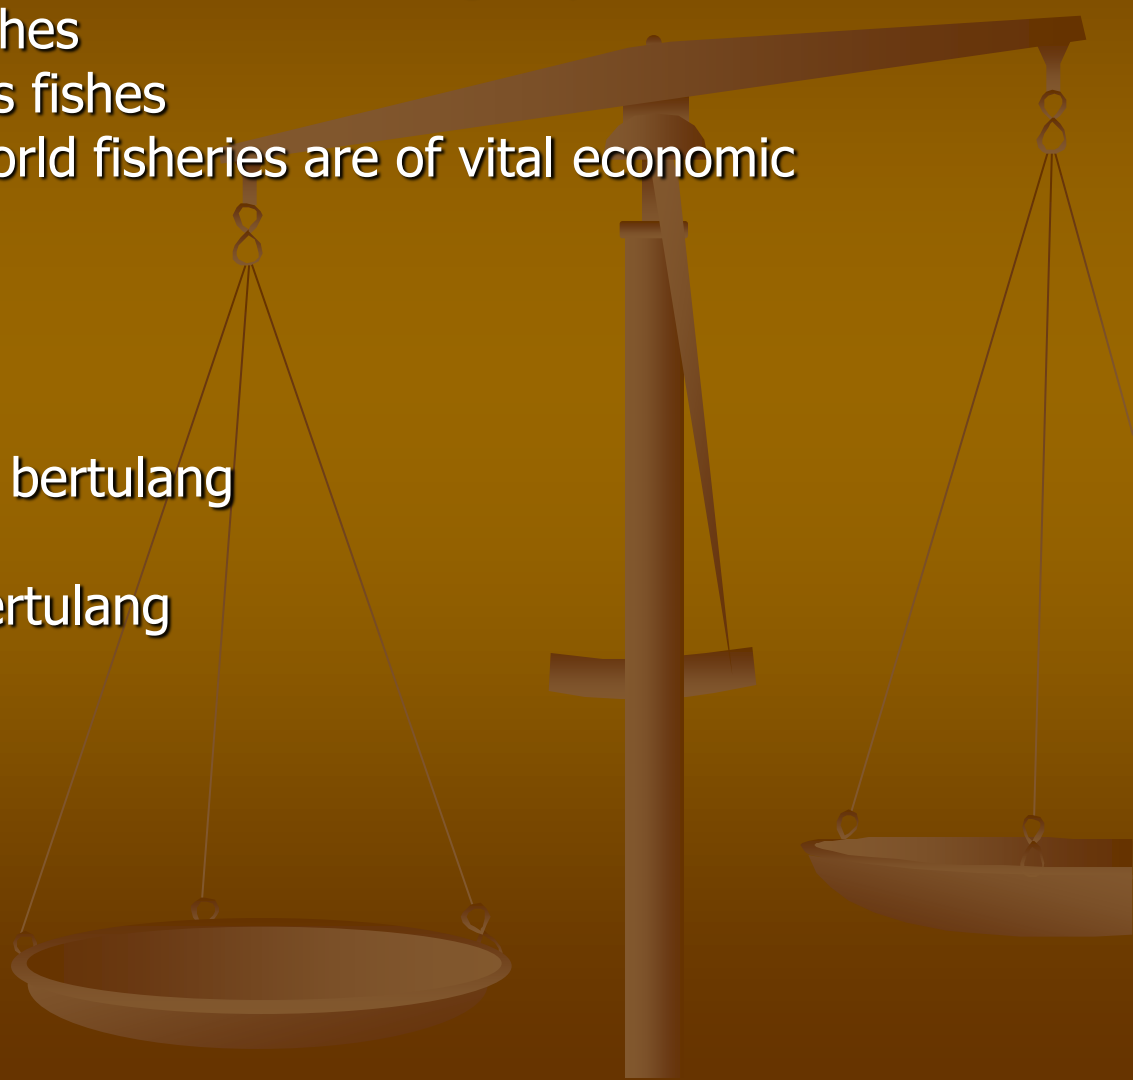 hes
s fishes
orld fisheries are of vital economic
bertulang
ertulang